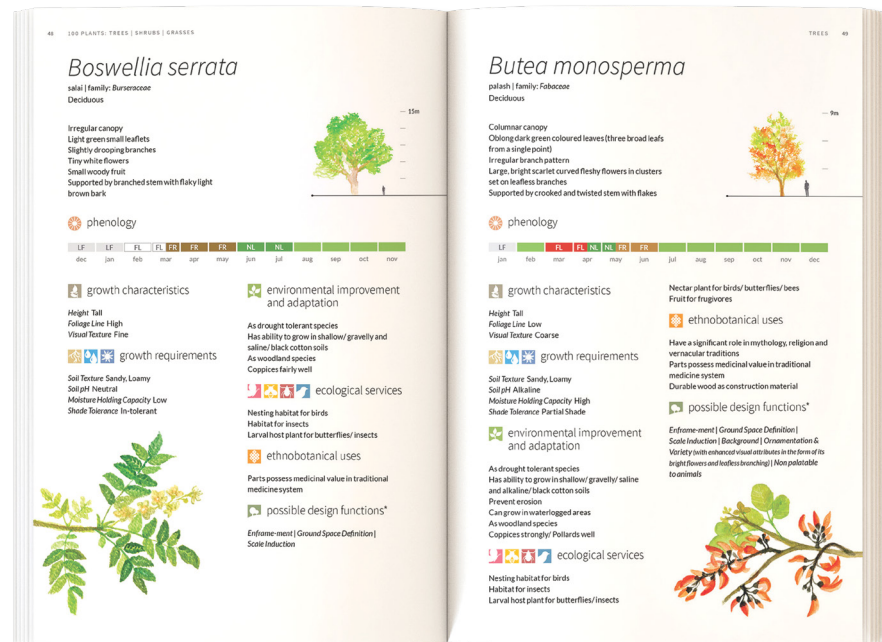 48 100 PLANTS: TREES | SHRUBS | GRASSES
Boswellia serrata
salai | family: Burseraceae
Deciduous
15m
Irregular canopy
Light green small leaflets
Slightly drooping branches
Tiny white flowers
Small woody fruit
Supported by branched stem with flaky light
brown bark
phenology
LF LF FL FL FR FR FR NL NL
dec jan feb mar apr may jun jul aug sep oct nov
growth characteristics
Height Tall
Foliage Line High
Visual Texture Fine
growth requirements
Soil Texture Sandy, Loamy
Soil pH Neutral
Moisture Holding Capacity Low
Shade Tolerance In-tolerant
environmental improvement
and adaptation
As drought tolerant species
Has ability to grow in shallow/ gravelly and
saline/ black cotton soils
As woodland species
Coppices fairly well
ecological services
Nesting habitat for birds
Habitat for insects
Larval host plant for butterflies/ insects
ethnobotanical uses
Parts possess medicinal value in traditional
medicine system
possible design functions*
Enframe-ment | Ground Space Definition |
Scale Induction
TREES 49
Butea monosperma
palash | family: Fabaceae
Deciduous
9m
Columnar canopy
Oblong dark green coloured leaves (three broad leafs
from a single point)
Irregular branch pattern
Large, bright scarlet curved fleshy flowers in clusters
set on leafless branches
Supported by crooked and twisted stem with flakes
phenology
LF FL FL NL NL FR FR
jan feb mar apr may jun jul aug sep oct nov dec
growth characteristics
Height Tall
Foliage Line Low
Visual Texture Coarse
growth requirements
Soil Texture Sandy, Loamy
Soil pH Alkaline
Moisture Holding Capacity High
Shade Tolerance Partial Shade
environmental improvement
and adaptation
As drought tolerant species
Has ability to grow in shallow/ gravelly/ saline
and alkaline/ black cotton soils
Prevent erosion
Can grow in waterlogged areas
As woodland species
Coppices strongly/ Pollards well
ecological services
Nesting habitat for birds
Habitat for insects
Larval host plant for butterflies/insects
Nectar plant for birds/ butterflies/ bees
Fruit for frugivores
ethnobotanical uses
Have a significant role in mythology, religion and
vernacular traditions
Parts possess medicinal value in traditional
medicine system
Durable wood as construction material
possible design functions*
Enframe-ment | Ground Space Definition |
Scale Induction | Background | Ornamentation &
Variety (with enhanced visual attributes in the form of its
bright flowers and leafless branching) | Non palatable
to animals